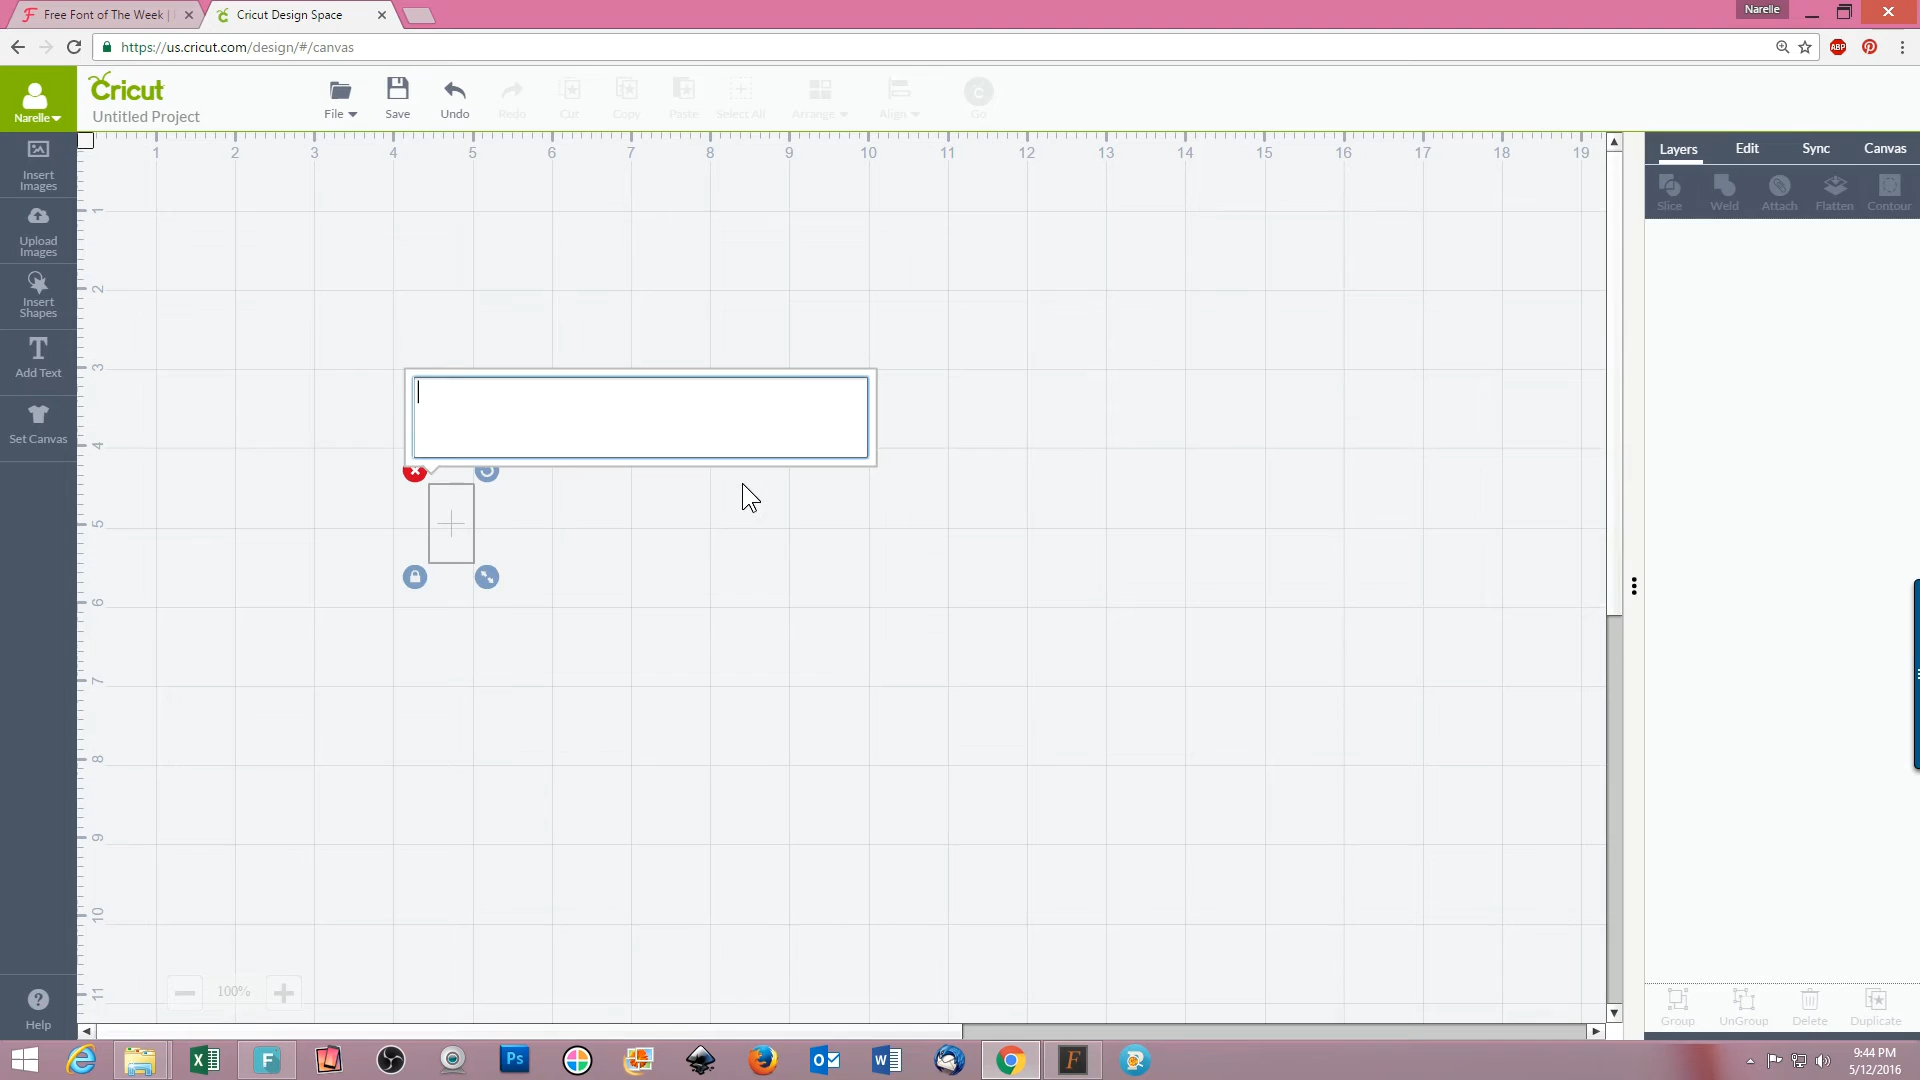 Free Font of The Week |
Cricut Design Space
Narelle
https://us.cricut.com/design/#/canvas
ABP
Narelle
Cricut
Untitled Project
File
Save
Undo
Redo
Cut
Copy
Paste
Select All
Arrange
Align
C
Go
1 2 3 4 5 6 7 8 9 10 11 12 13 14 15 16 17 18 19
1
2
3
4
5
6
7
8
9
10
11
Insert
Images
Upload
Images
Insert
Shapes
Add Text
Set Canvas
Help
100%
Layers
Edit
Sync
Canvas
Slice
Weld
Attach
Flatten
Contour
Group
UnGroup
Delete
Duplicate
F
Ps
F
9:44 PM
5/12/2016